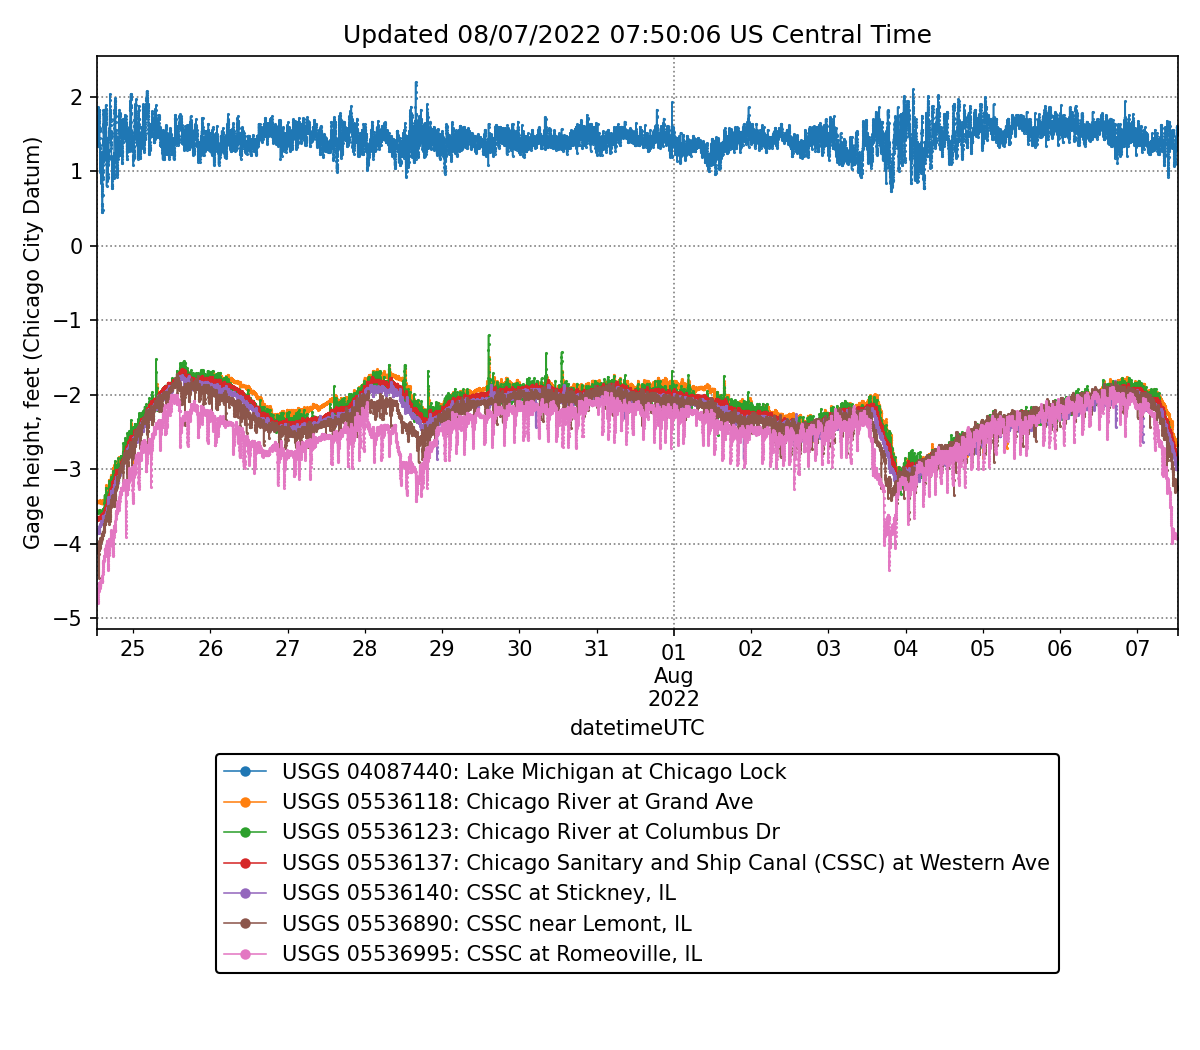 Updated 08/07/2022 07:50:06 US Central Time
Gage height, feet (Chicago City Datum)
2
1
0
−1
−2
−3
−4
−5
25 26 27 28 29 30 31 01 02 03 04 05 06 07
Aug
2022
datetimeUTC
USGS 04087440: Lake Michigan at Chicago Lock
USGS 05536118: Chicago River at Grand Ave
USGS 05536123: Chicago River at Columbus Dr
USGS 05536137: Chicago Sanitary and Ship Canal (CSSC) at Western Ave
USGS 05536140: CSSC at Stickney, IL
USGS 05536890: CSSC near Lemont, IL
USGS 05536995: CSSC at Romeoville, IL